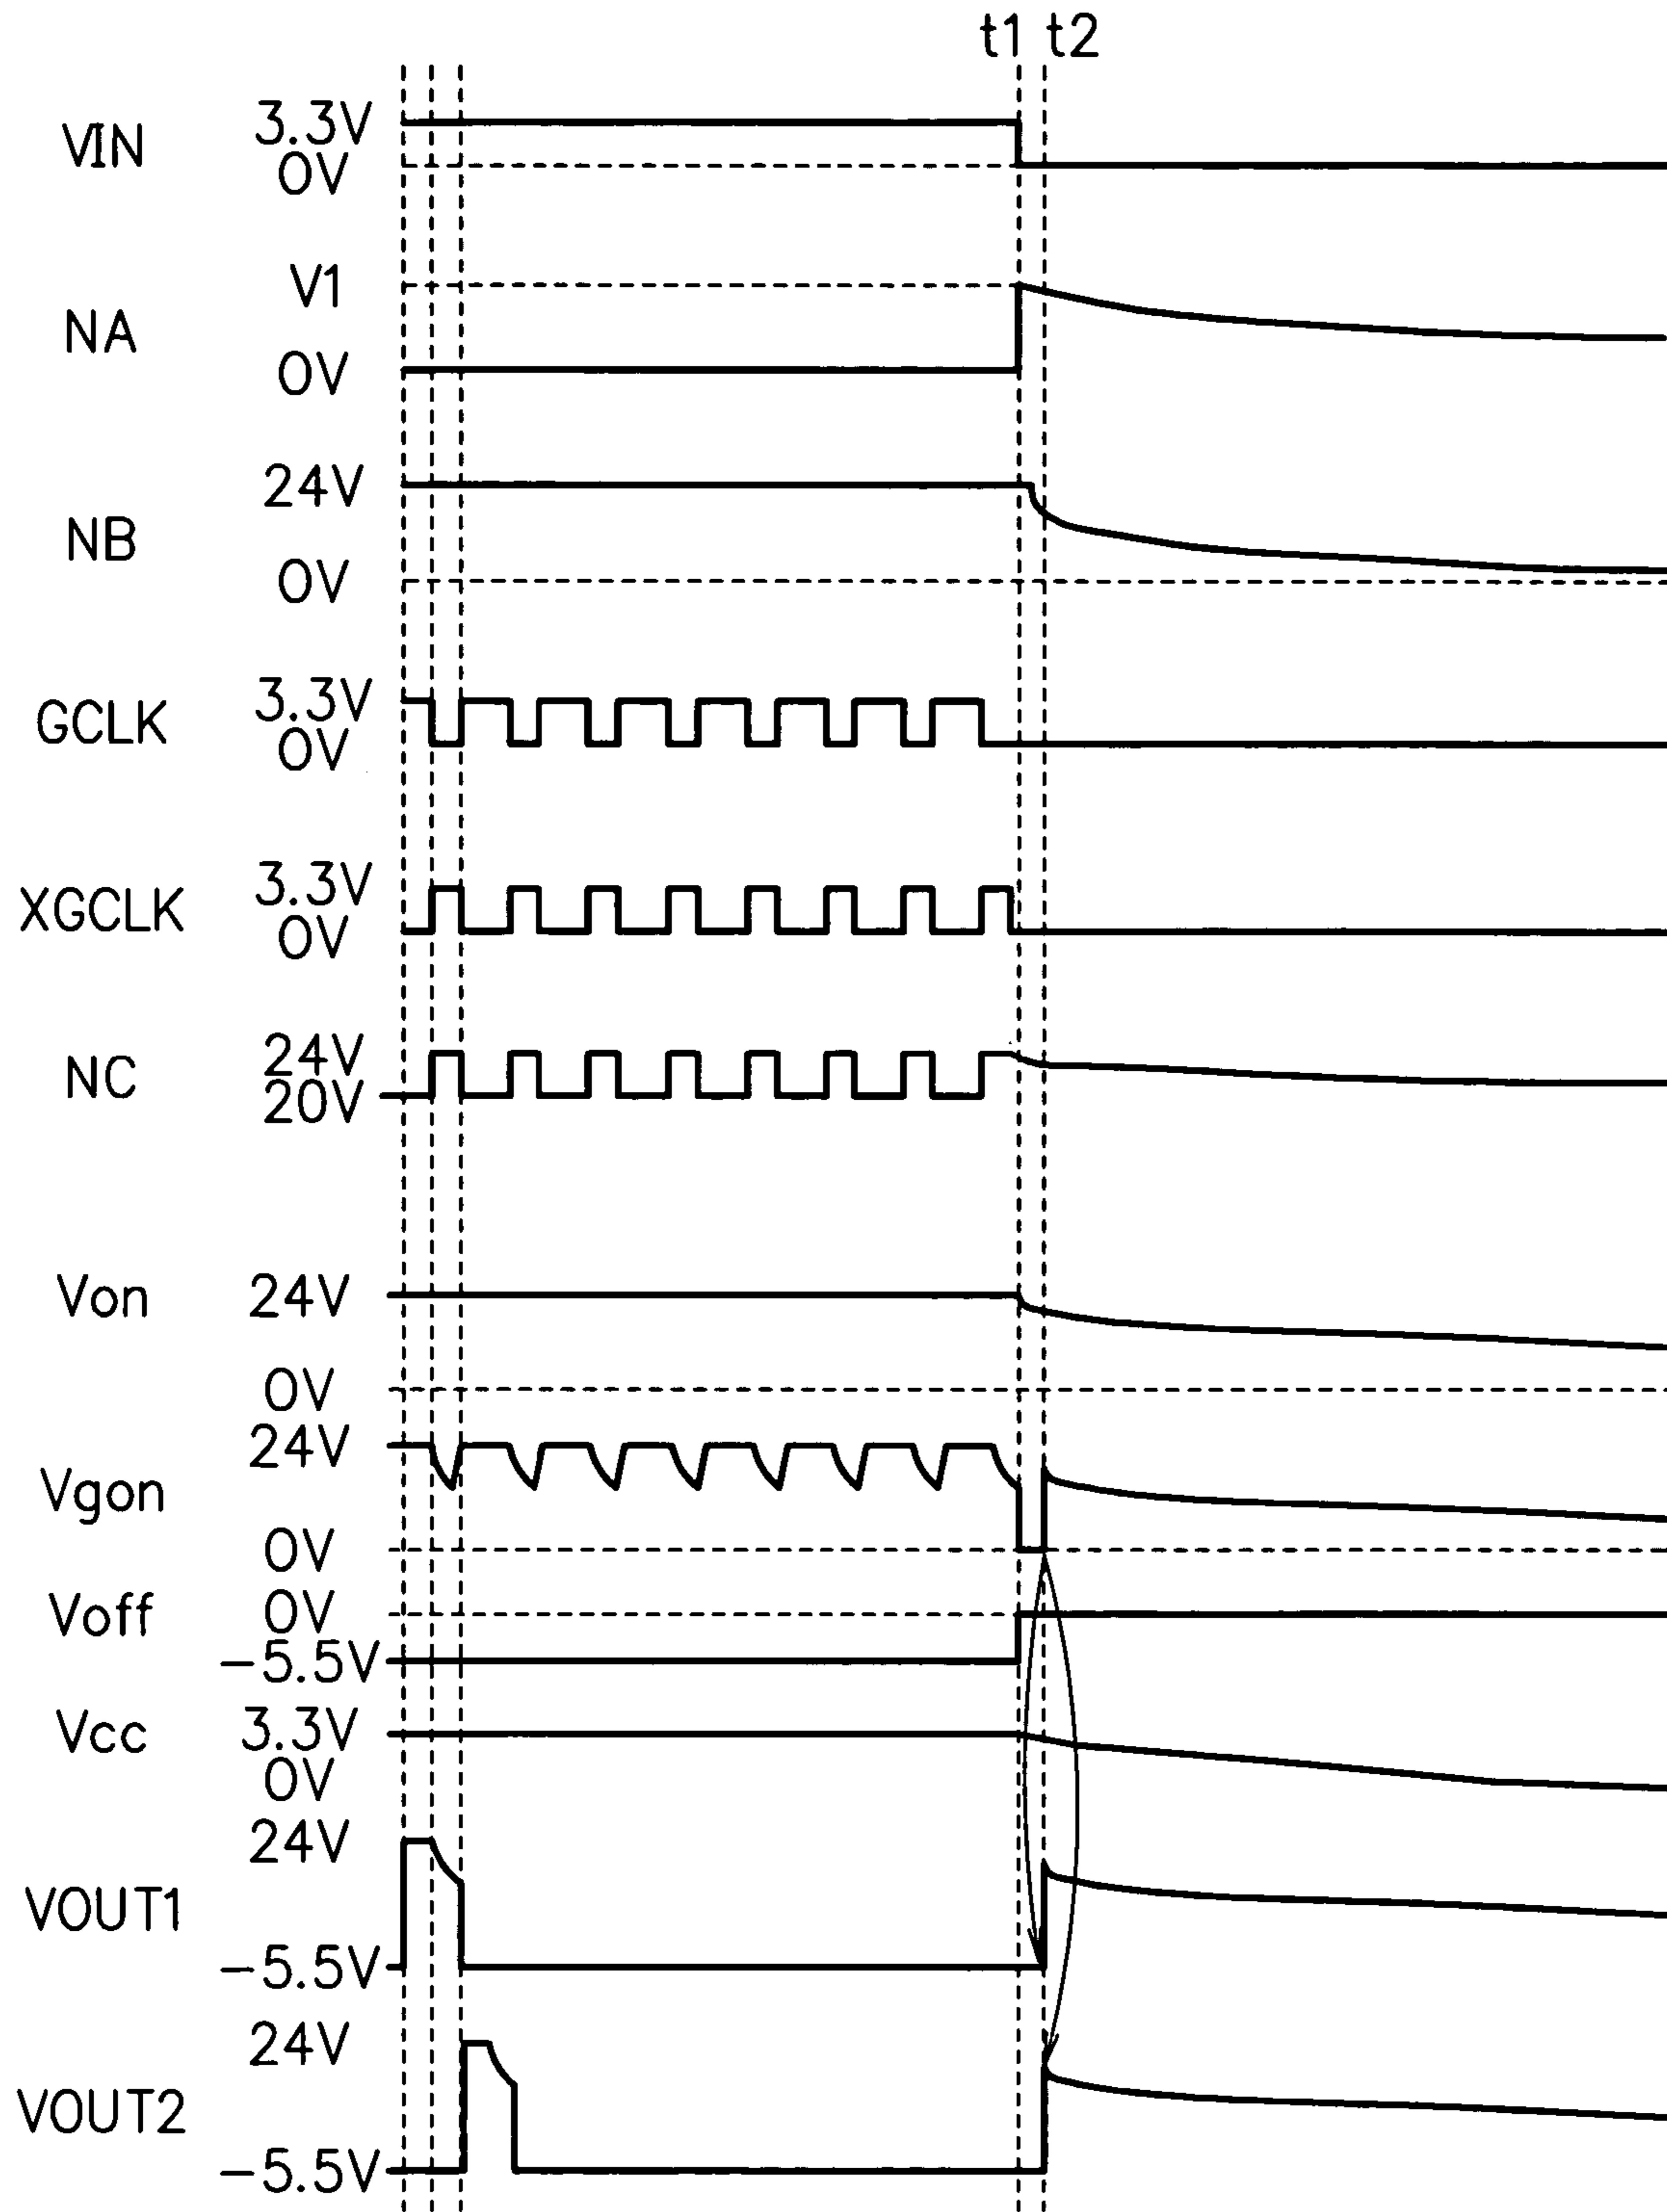 t1 t2
VIN 3.3V
0V
V1
NA
0V
24V
NB
0V
GCLK 3.3V
0V
XGCLK 3.3V
0V
NC 24V
20V
Von 24V
0V
24V
Vgon
0V
Voff 0V
-5.5V
Vcc 3.3V
0V
24V
VOUT1
-5.5V
24V
VOUT2
-5.5V